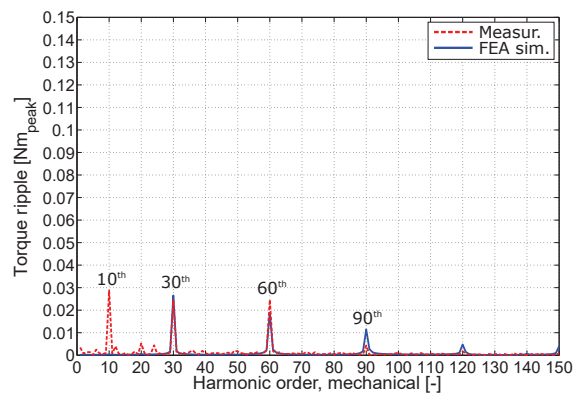 0.15
0.14
0.13
0.12
0.11
0.1
0.09
0.08
0.07
0.06
0.05
0.04
0.03
0.02
0.01
0
Torque ripple [Nm_peak]
Measur.
FEA sim.
10th
30th
60th
90th
0 10 20 30 40 50 60 70 80 90 100 110 120 130 140 150
Harmonic order, mechanical [-]